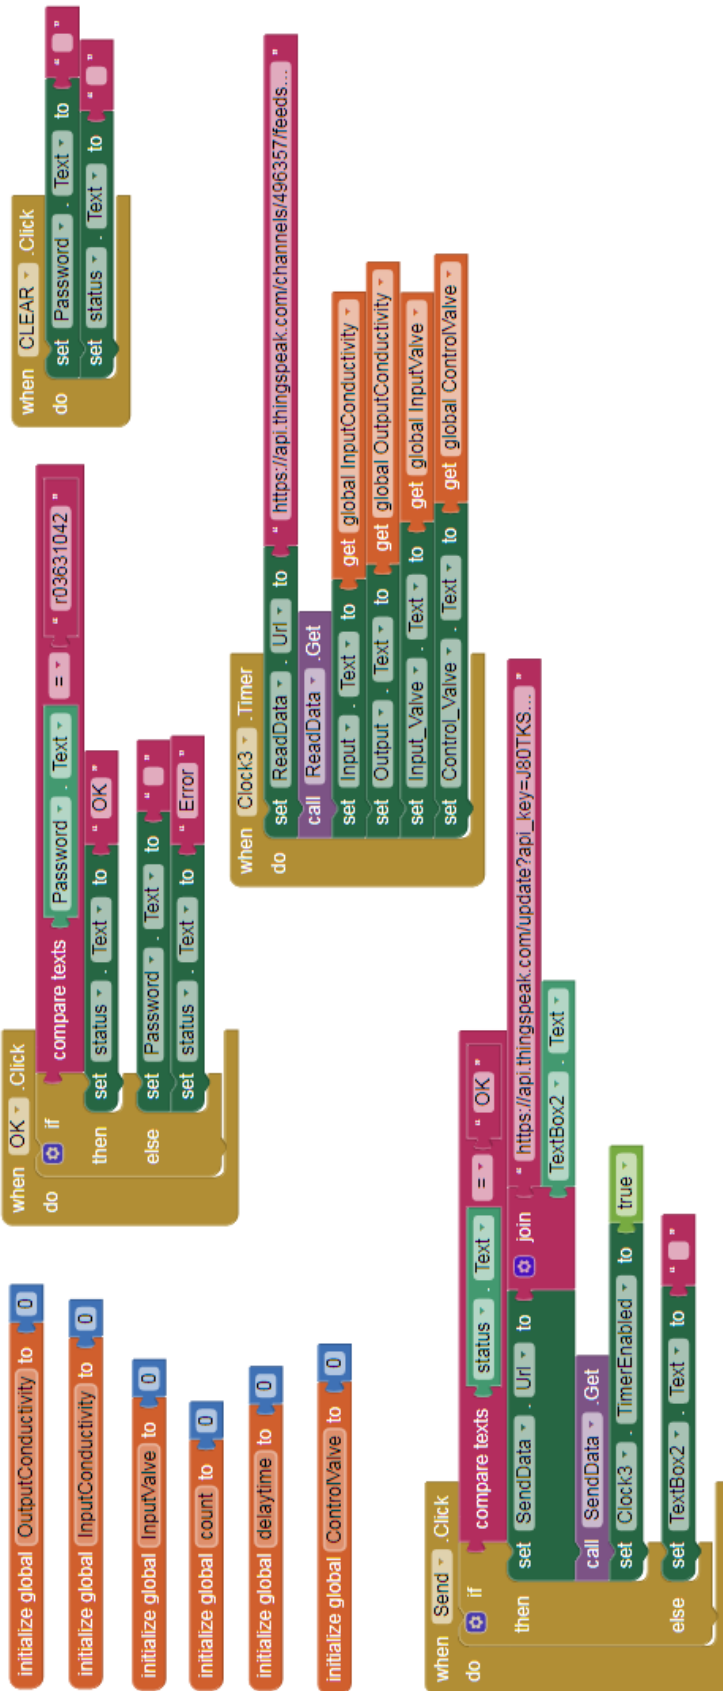 initialize global OutputConductivity to 0
initialize global InputConductivity to 0
initialize global InputValve to 0
initialize global count to 0
initialize global delaytime to 0
initialize global ControlValve to 0
when OK .Click
do if compare texts Password . Text = " r03631042 "
then set status . Text to " OK "
else set Password . Text to " "
set status . Text to " Error "
when CLEAR .Click
do set Password . Text to " "
set status . Text to " "
when Clock3 .Timer
do set ReadData . Url to " https://api.thingspeak.com/channels/496357/feeds... "
call ReadData .Get
set Input . Text to get global InputConductivity
set Output . Text to get global OutputConductivity
set Input_Valve . Text to get global InputValve
set Control_Valve . Text to get global ControlValve
when Send .Click
do if compare texts status . Text = " OK "
then set SendData . Url to join " https://api.thingspeak.com/update?api_key=J80TKS... "
TextBox2 . Text
call SendData .Get
set Clock3 . TimerEnabled to true
else set TextBox2 . Text to " "